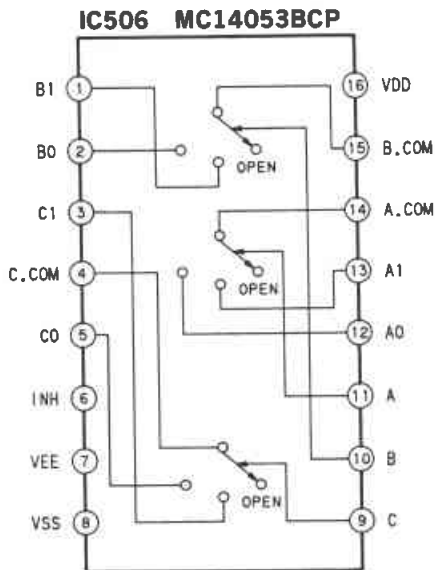 IC506 MC14053BCP
B1 1 16 VDD
B0 2 15 B.COM
OPEN
C1 3 14 A.COM
C.COM 4 13 A1
OPEN
C0 5 12 A0
INH 6 11 A
VEE 7 10 B
VSS 8 9 C
OPEN